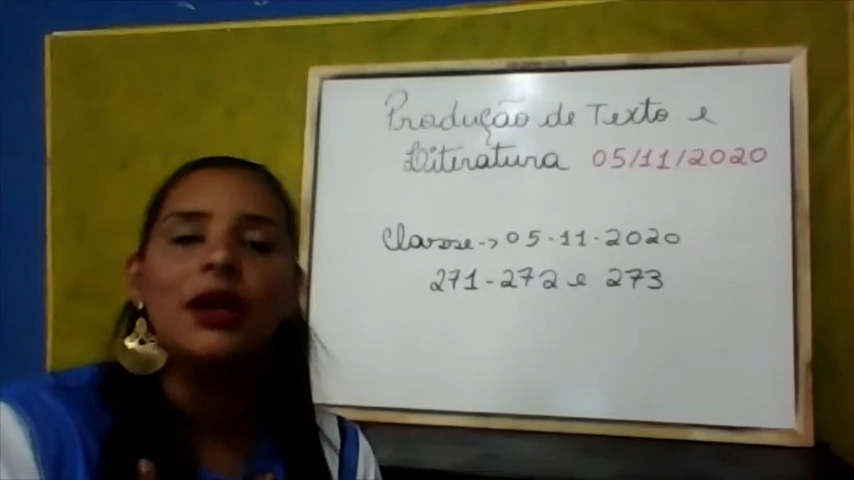 Produção de Texto e
Literatura 05/11/2020
Classe -> 05-11-2020
271-272 e 273